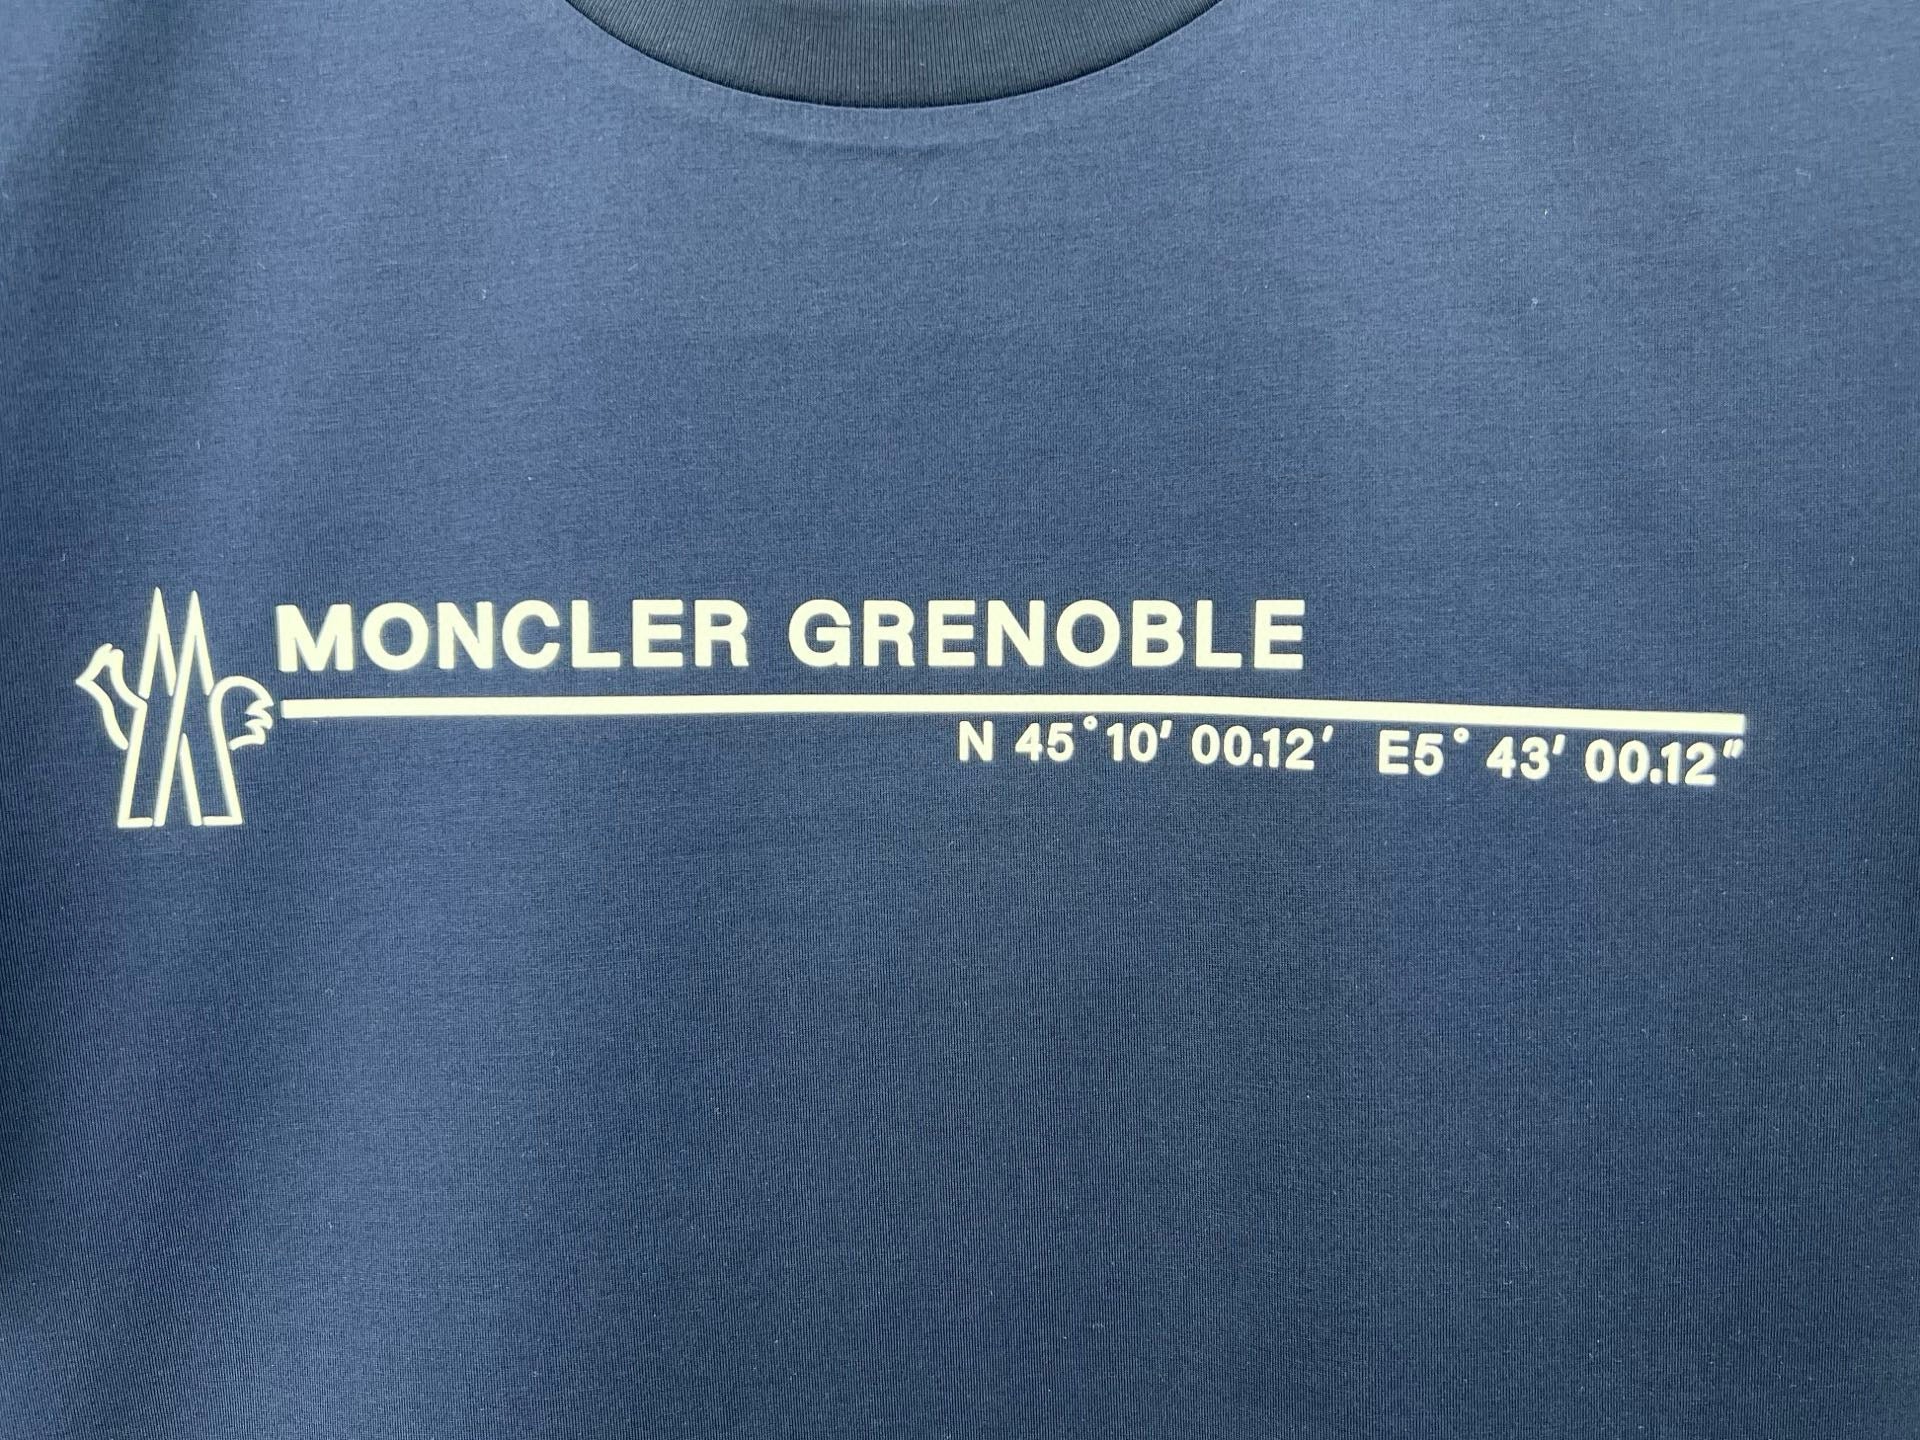 MONCLER GRENOBLE
N 45°10′ 00.12′ E5° 43′ 00.12″